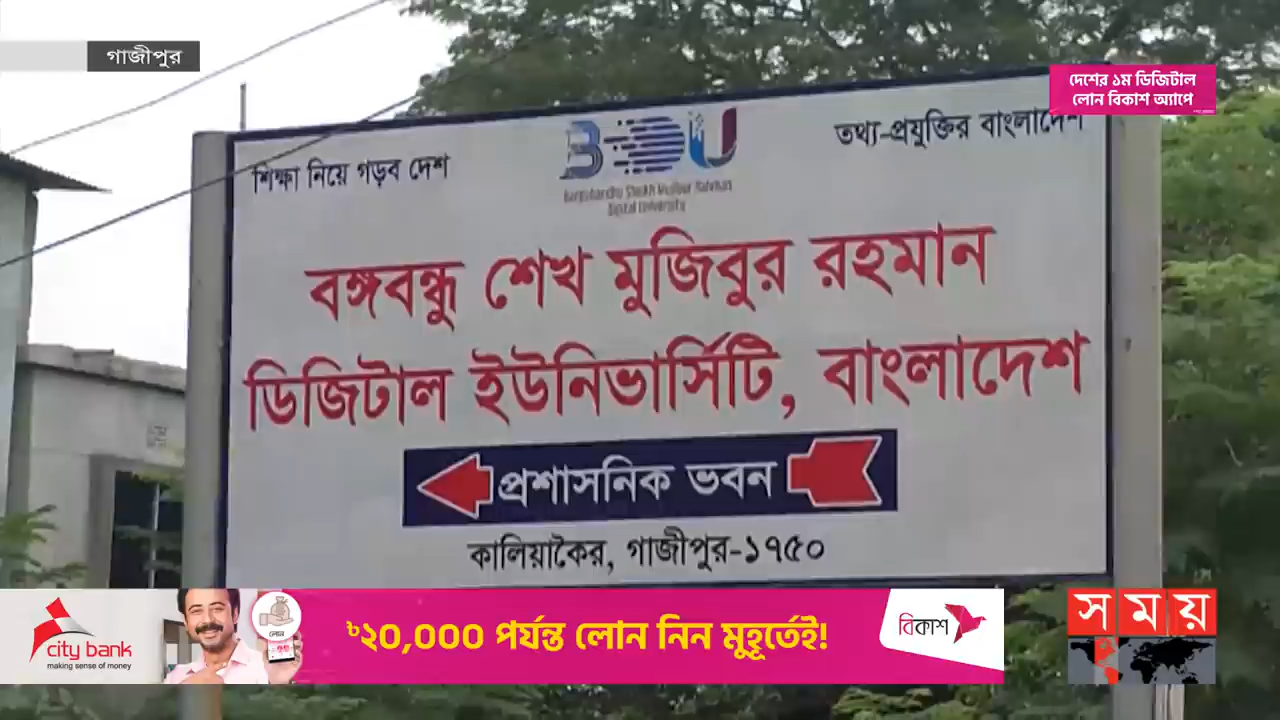 গাজীপুর
দেশের ১ম ডিজিটাল
লোন বিকাশ অ্যাপে
শিক্ষা নিয়ে গড়ব দেশ
BDU
তথ্য-প্রযুক্তির বাংলাদেশ
Bangabandhu Sheikh Mujibur Rahman
Digital University
বঙ্গবন্ধু শেখ মুজিবুর রহমান
ডিজিটাল ইউনিভার্সিটি, বাংলাদেশ
প্রশাসনিক ভবন
কালিয়াকৈর, গাজীপুর-১৭৫০
city bank
making sense of money
লোন
৳২০,০০০ পর্যন্ত লোন নিন মুহূর্তেই!
বিকাশ
সময়